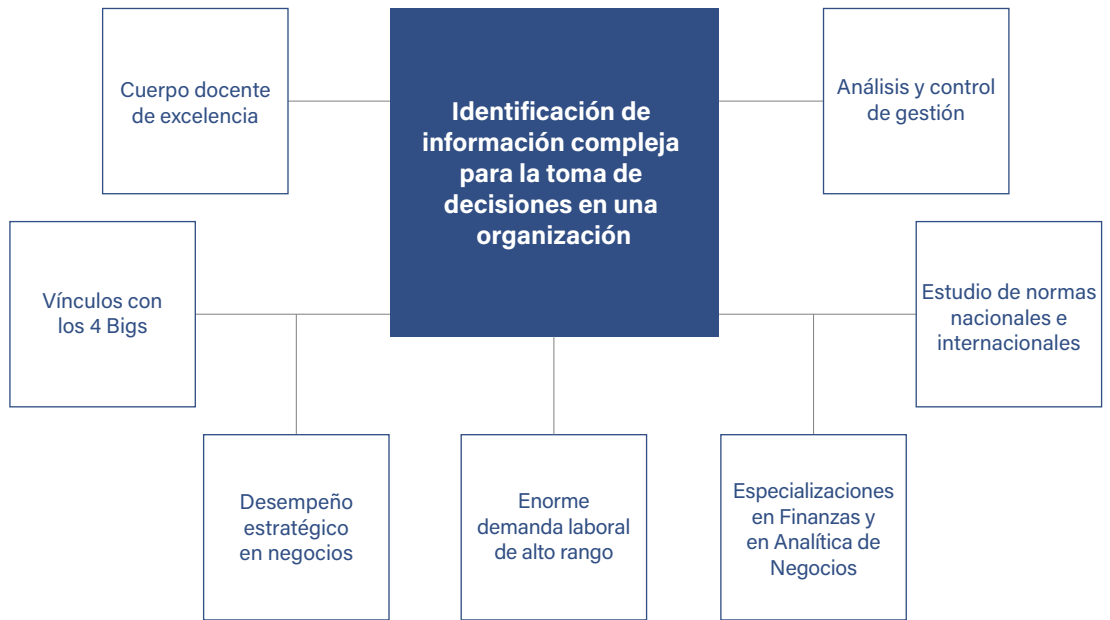 Cuerpo docente
de excelencia
Identificación de
información compleja
para la toma de
decisiones en una
organización
Análisis y control
de gestión
Vínculos con
los 4 Bigs
Estudio de normas
nacionales e
internacionales
Desempeño
estratégico
en negocios
Enorme
demanda laboral
de alto rango
Especializaciones
en Finanzas y
en Analítica de
Negocios